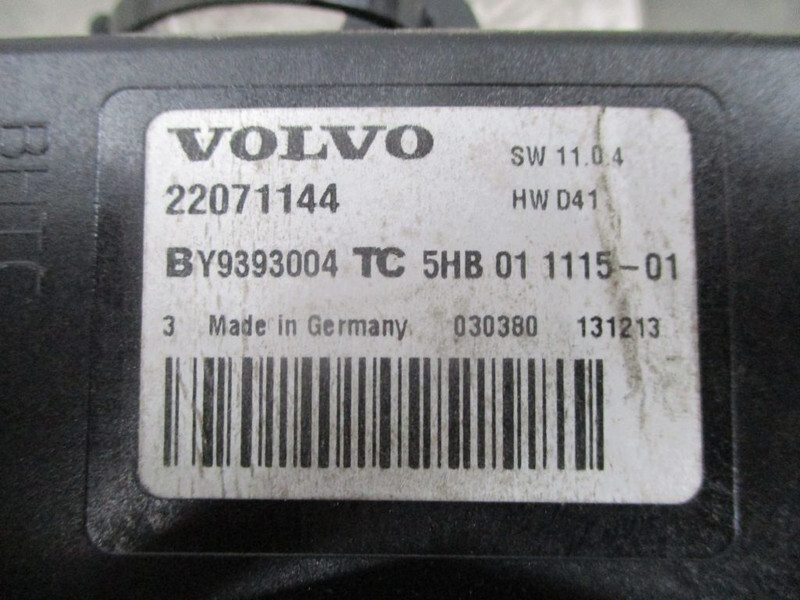 VOLVO SW 11.0.4
22071144 HW D41
BY9393004 TC 5HB 01 1115-01
3 Made in Germany 030380 131213
BHTC